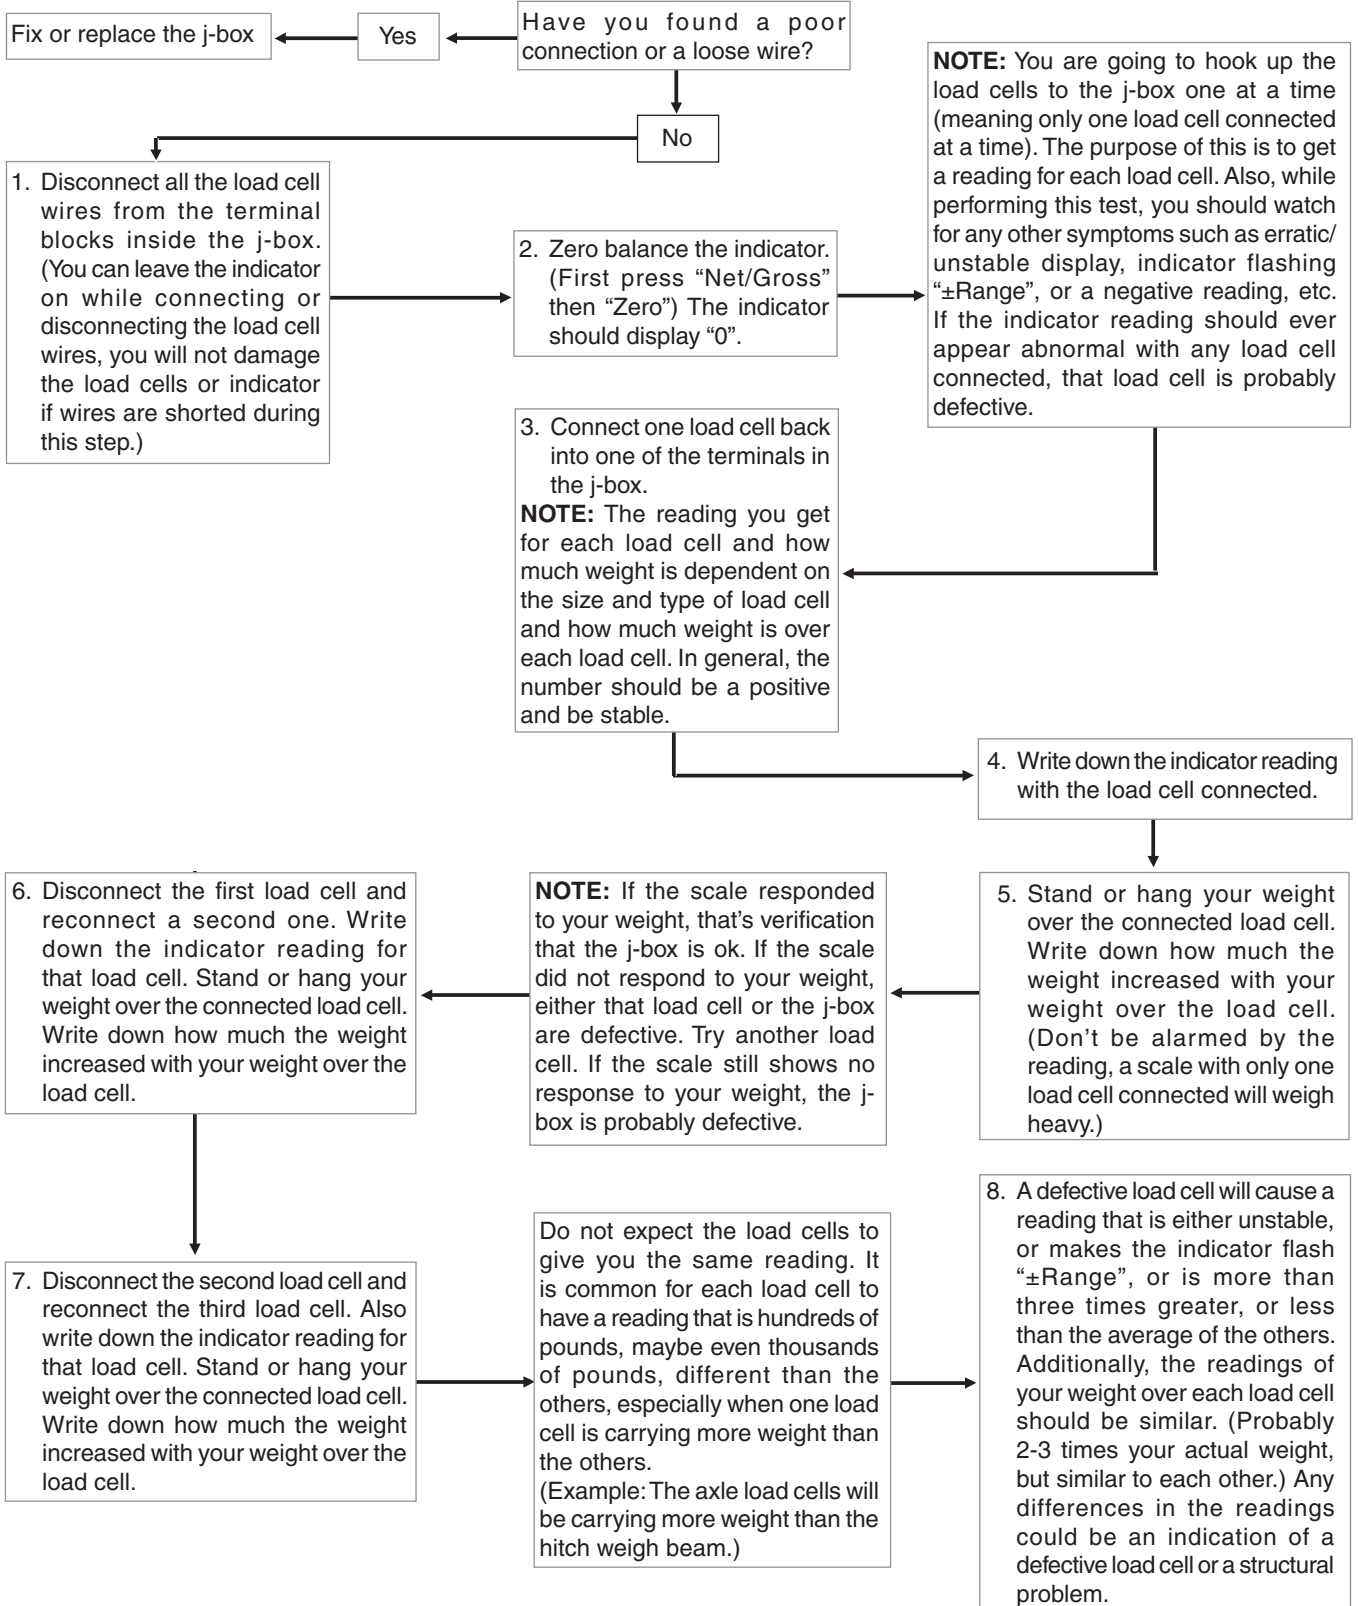 Fix or replace the j-box
Yes
Have you found a poor
connection or a loose wire?
No
1. Disconnect all the load cell
wires from the terminal
blocks inside the j-box.
(You can leave the indicator
on while connecting or
disconnecting the load cell
wires, you will not damage
the load cells or indicator
if wires are shorted during
this step.)
2. Zero balance the indicator.
(First press “Net/Gross”
then “Zero”) The indicator
should display “0”.
NOTE: You are going to hook up the
load cells to the j-box one at a time
(meaning only one load cell connected
at a time). The purpose of this is to get
a reading for each load cell. Also, while
performing this test, you should watch
for any other symptoms such as erratic/
unstable display, indicator flashing
“±Range”, or a negative reading, etc.
If the indicator reading should ever
appear abnormal with any load cell
connected, that load cell is probably
defective.
3. Connect one load cell back
into one of the terminals in
the j-box.
NOTE: The reading you get
for each load cell and how
much weight is dependent on
the size and type of load cell
and how much weight is over
each load cell. In general, the
number should be a positive
and be stable.
4. Write down the indicator reading
with the load cell connected.
5. Stand or hang your weight
over the connected load cell.
Write down how much the
weight increased with your
weight over the load cell.
(Don’t be alarmed by the
reading, a scale with only one
load cell connected will weigh
heavy.)
NOTE: If the scale responded
to your weight, that’s verification
that the j-box is ok. If the scale
did not respond to your weight,
either that load cell or the j-box
are defective. Try another load
cell. If the scale still shows no
response to your weight, the j-
box is probably defective.
6. Disconnect the first load cell and
reconnect a second one. Write
down the indicator reading for
that load cell. Stand or hang your
weight over the connected load cell.
Write down how much the weight
increased with your weight over the
load cell.
7. Disconnect the second load cell and
reconnect the third load cell. Also
write down the indicator reading for
that load cell. Stand or hang your
weight over the connected load cell.
Write down how much the weight
increased with your weight over the
load cell.
Do not expect the load cells to
give you the same reading. It
is common for each load cell to
have a reading that is hundreds of
pounds, maybe even thousands
of pounds, different than the
others, especially when one load
cell is carrying more weight than
the others.
(Example: The axle load cells will
be carrying more weight than the
hitch weigh beam.)
8. A defective load cell will cause a
reading that is either unstable,
or makes the indicator flash
“±Range”, or is more than
three times greater, or less
than the average of the others.
Additionally, the readings of
your weight over each load cell
should be similar. (Probably
2-3 times your actual weight,
but similar to each other.) Any
differences in the readings
could be an indication of a
defective load cell or a structural
problem.